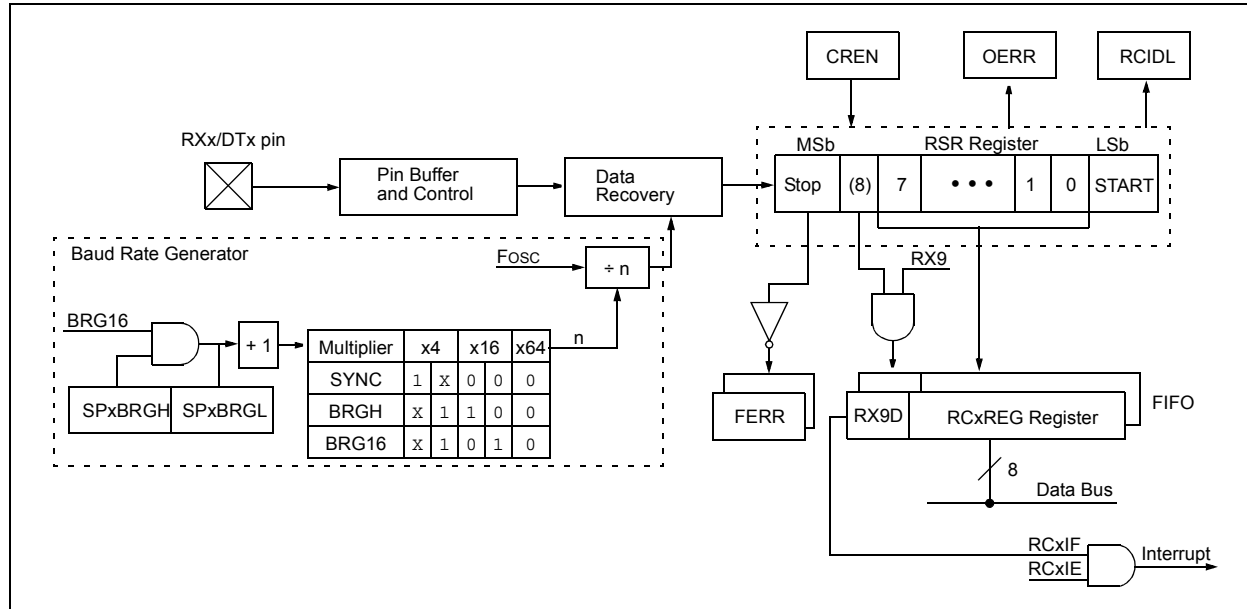 CREN
OERR
RCIDL
RXx/DTx pin
MSb RSR Register LSb
Pin Buffer
and Control
Data
Recovery
Stop (8) 7 • • • 1 0 START
Baud Rate Generator
FOSC
÷ n
RX9
BRG16
+ 1
n
Multiplier x4 x16 x64
SYNC 1 X 0 0 0
BRGH X 1 1 0 0
BRG16 X 1 0 1 0
SPxBRGH SPxBRGL
FERR
RX9D RCxREG Register
FIFO
8
Data Bus
RCxIF
RCxIE
Interrupt